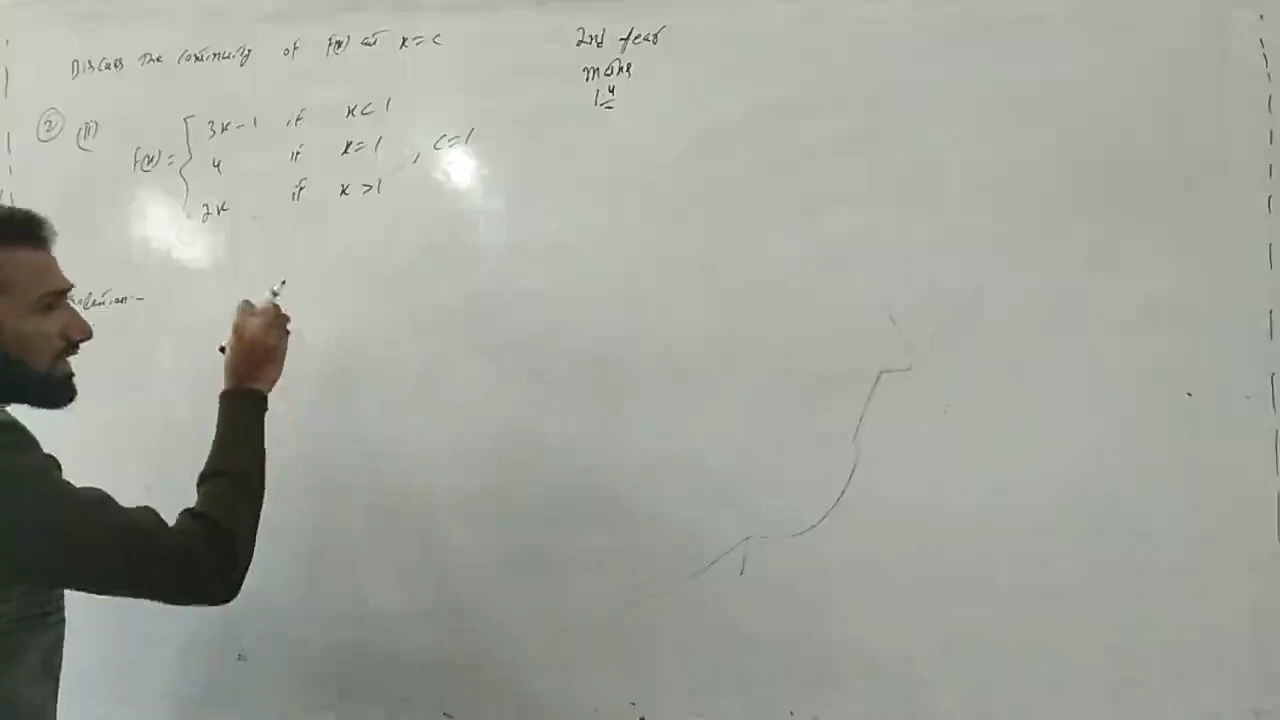 Discuss the continuity of f(x) at x = c
2nd year
Maths
1.4
② (ii)
f(x) = { 3x-1 if x < 1
4 if x = 1 , c = 1
2x if x > 1
Solution:-